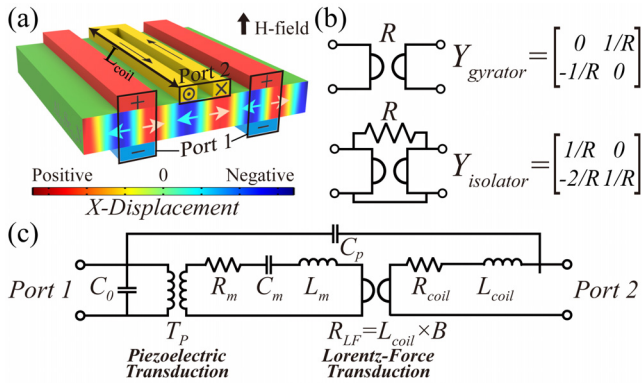 (a)
H-field
L_coil
Port 2
+
+
−
−
Port 1
Positive 0 Negative
X-Displacement
(b)
R
Y_gyrator = [0 1/R
-1/R 0]
R
Y_isolator = [1/R 0
-2/R 1/R]
(c)
C_p
Port 1
C_0
R_m C_m L_m
R_coil L_coil
Port 2
T_P
R_LF=L_coil×B
Piezoelectric
Transduction
Lorentz-Force
Transduction